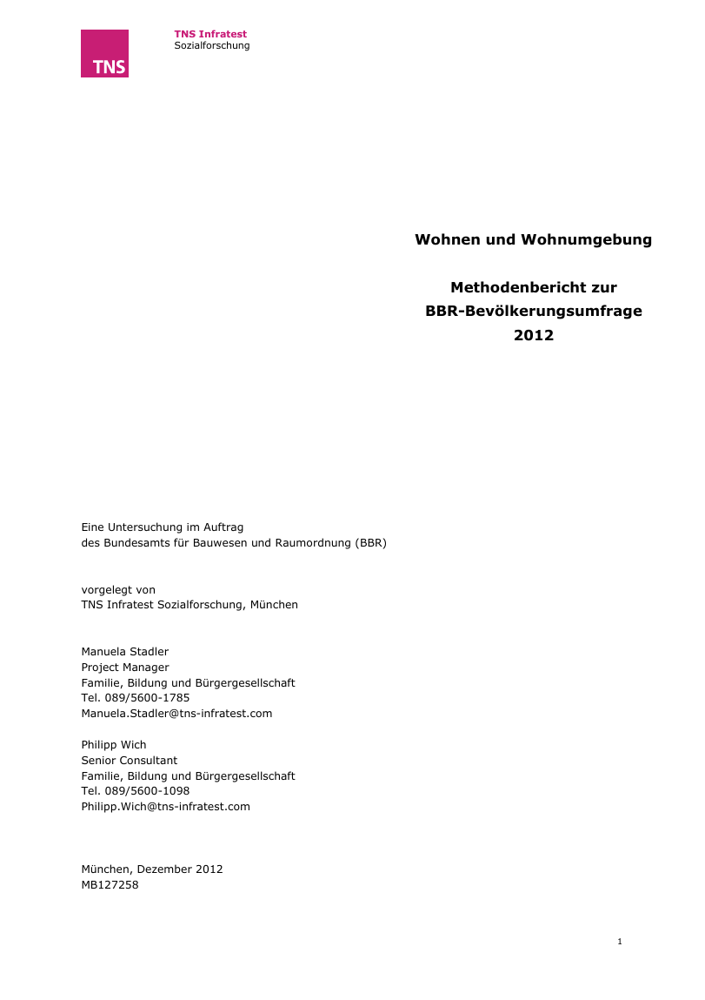 TNS Infratest
Sozialforschung
TNS
Wohnen und Wohnumgebung
Methodenbericht zur
BBR-Bevölkerungsumfrage
2012
Eine Untersuchung im Auftrag
des Bundesamts für Bauwesen und Raumordnung (BBR)
vorgelegt von
TNS Infratest Sozialforschung, München
Manuela Stadler
Project Manager
Familie, Bildung und Bürgergesellschaft
Tel. 089/5600-1785
Manuela.Stadler@tns-infratest.com
Philipp Wich
Senior Consultant
Familie, Bildung und Bürgergesellschaft
Tel. 089/5600-1098
Philipp.Wich@tns-infratest.com
München, Dezember 2012
MB127258
1